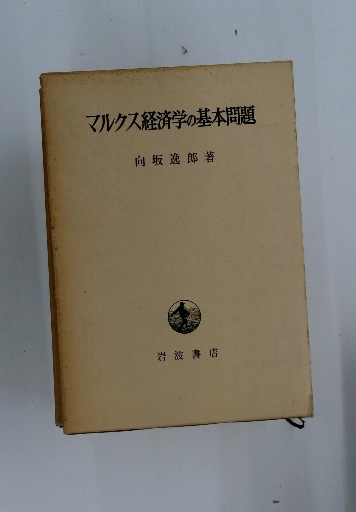 マルクス経済学の基本問題
向坂逸郎著
岩波書店